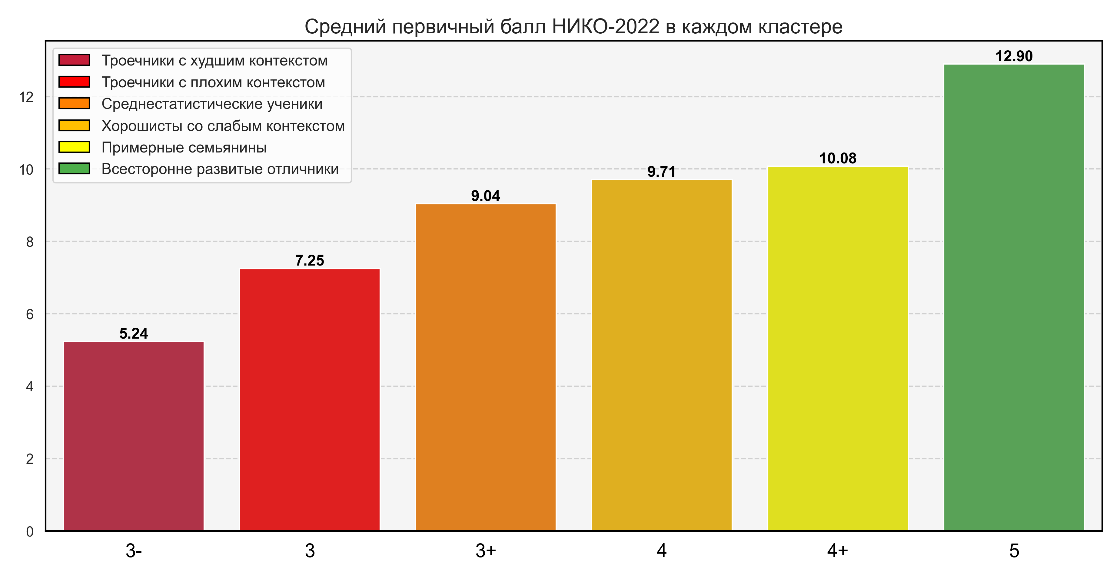 Средний первичный балл НИКО-2022 в каждом кластере
Троечники с худшим контекстом
Троечники с плохим контекстом
Среднестатистические ученики
Хорошисты со слабым контекстом
Примерные семьянины
Всесторонне развитые отличники
12.90
12
10.08
10
9.71
9.04
8
7.25
6
5.24
4
2
0
3- 3 3+ 4 4+ 5